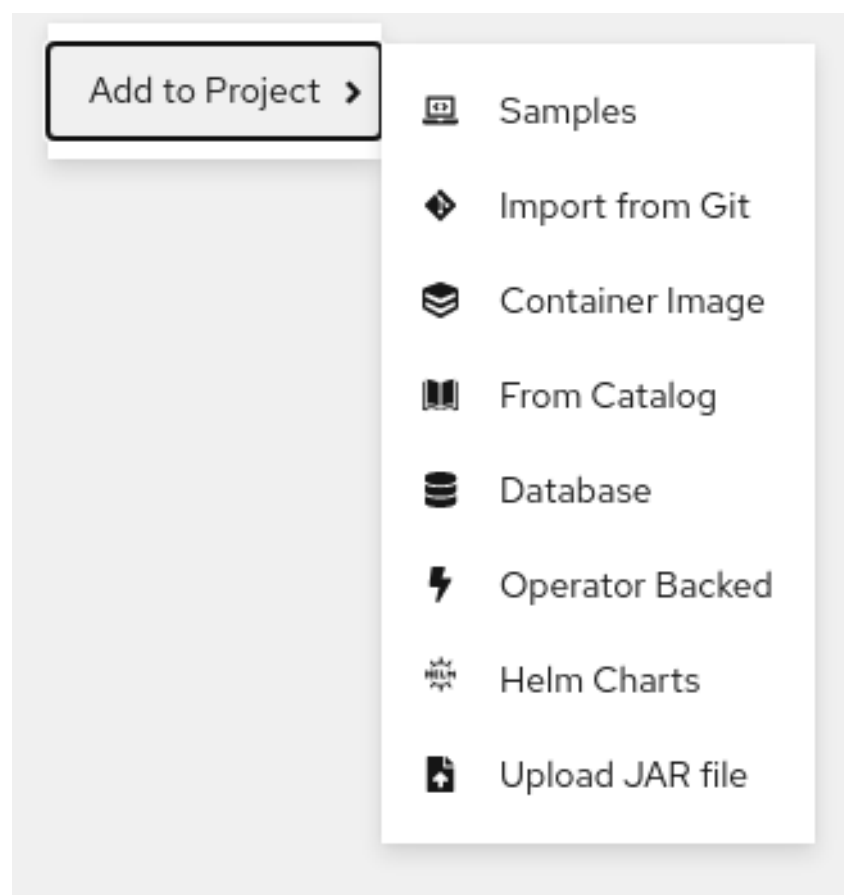 Add to Project
Samples
Import from Git
Container Image
From Catalog
Database
Operator Backed
HELM
Helm Charts
Upload JAR file